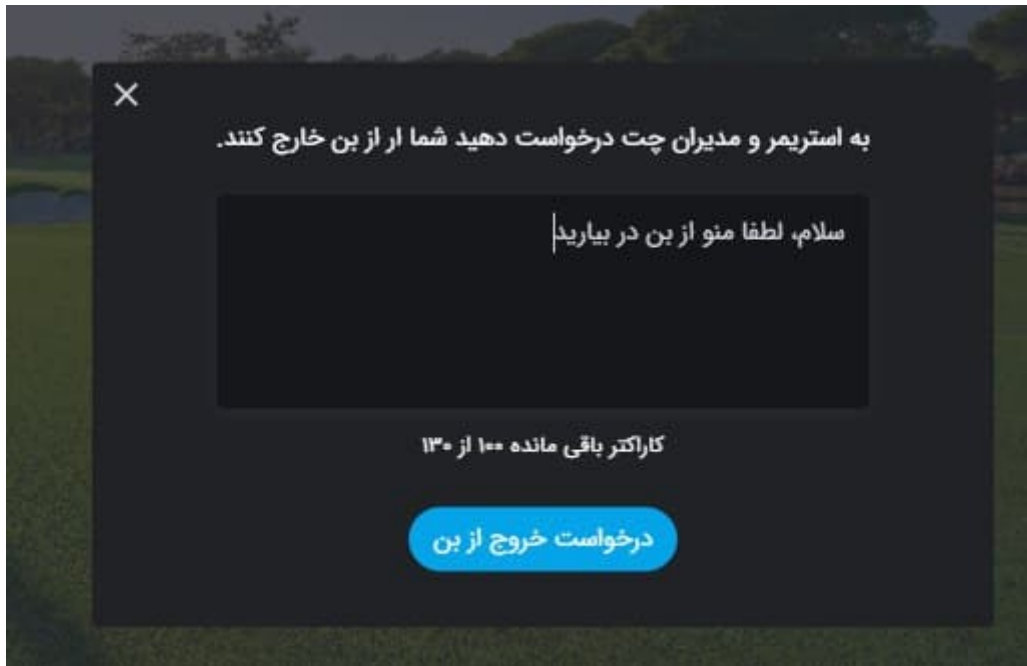 به استریمر و مدیران چت درخواست دهید شما ار از بن خارج کنند.
سلام، لطفا منو از بن در بیارید
کاراکتر باقی مانده ۱۰۰ از ۱۳۰
درخواست خروج از بن